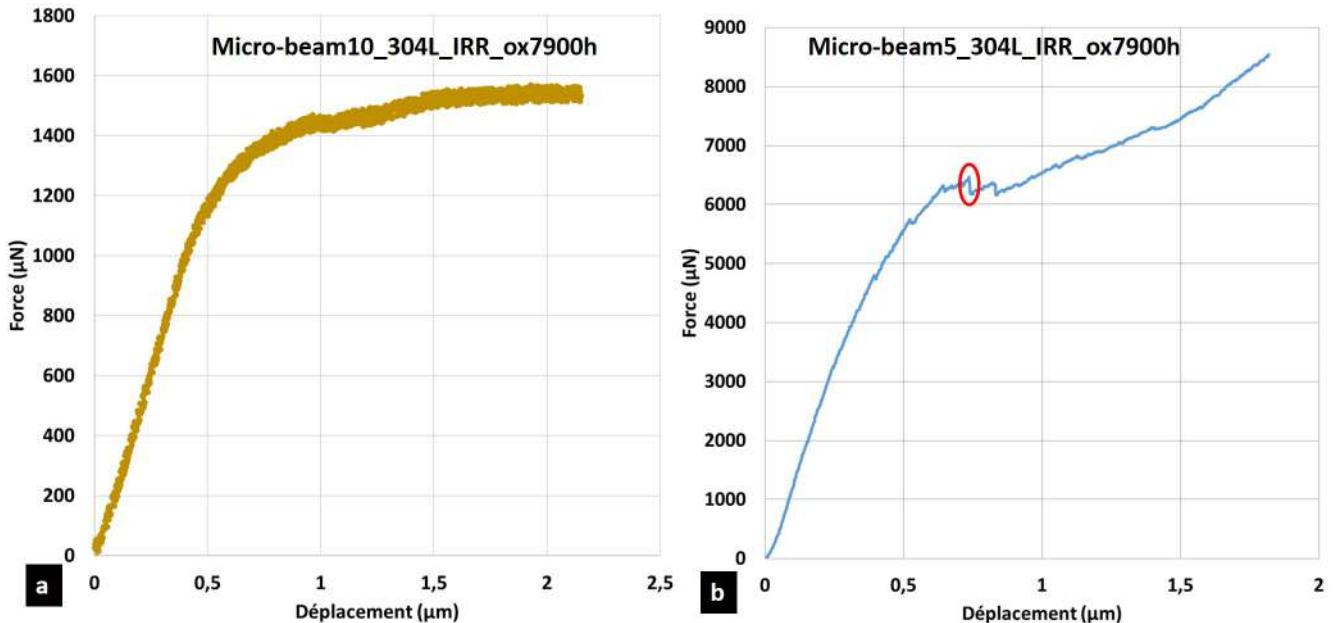 Micro-beam10_304L_IRR_ox7900h
1800
1600
1400
1200
1000
800
600
400
200
0
Force (µN)
0 0,5 1 1,5 2 2,5
Déplacement (µm)
a
Micro-beam5_304L_IRR_ox7900h
9000
8000
7000
6000
5000
4000
3000
2000
1000
0
Force (µN)
0 0,5 1 1,5 2
Déplacement (µm)
b